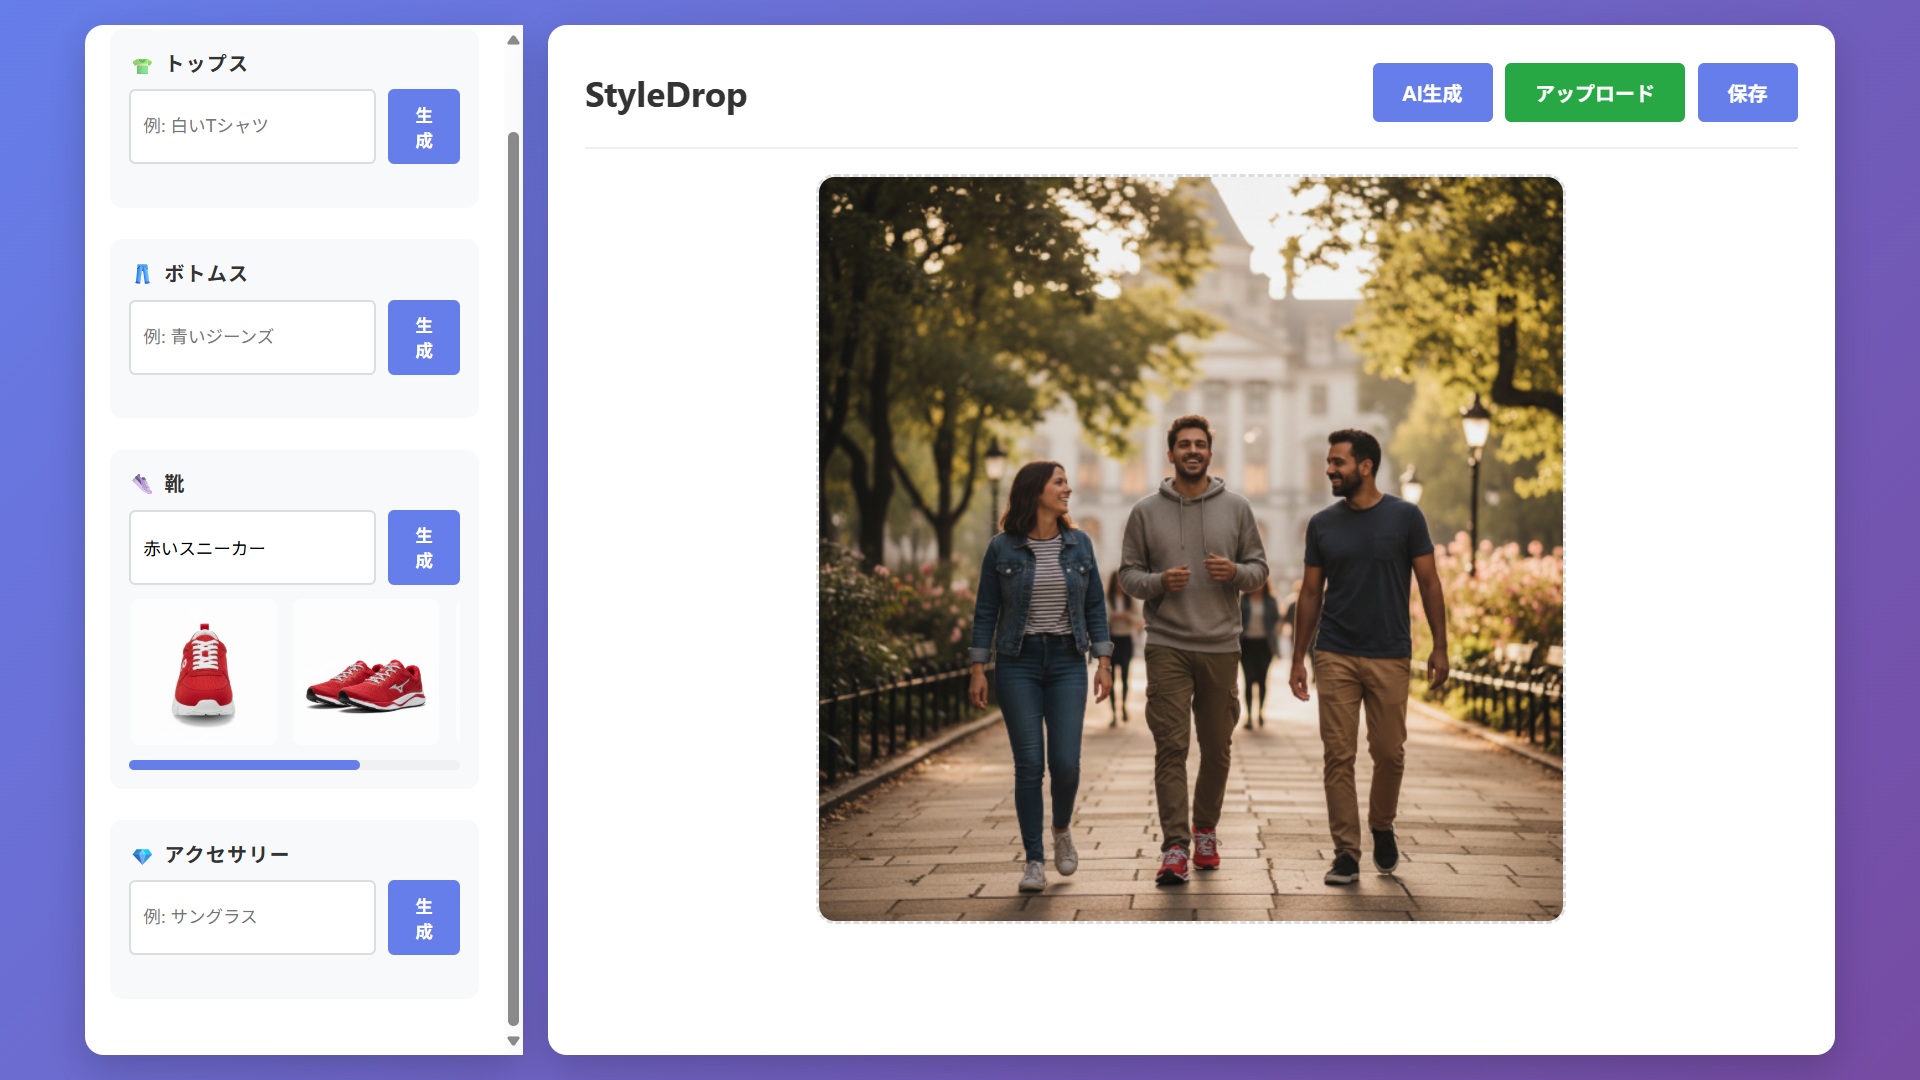 トップス
例: 白いTシャツ
生
成
ボトムス
例: 青いジーンズ
生
成
靴
赤いスニーカー
生
成
アクセサリー
例: サングラス
生
成
StyleDrop
AI生成
アップロード
保存